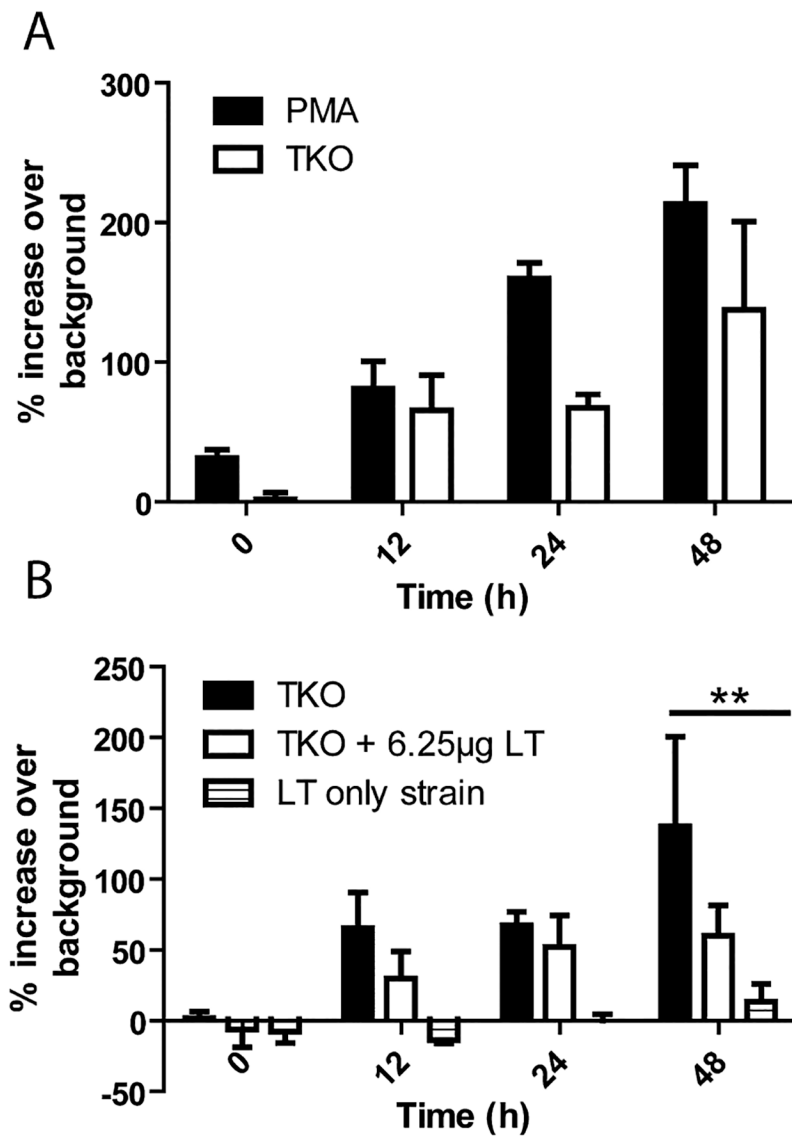 A
% increase over
background
300
200
100
0
PMA
TKO
0
12
24
48
Time (h)
B
% increase over
background
250
200
150
100
50
0
-50
TKO
TKO + 6.25µg LT
LT only strain
**
0
12
24
48
Time (h)